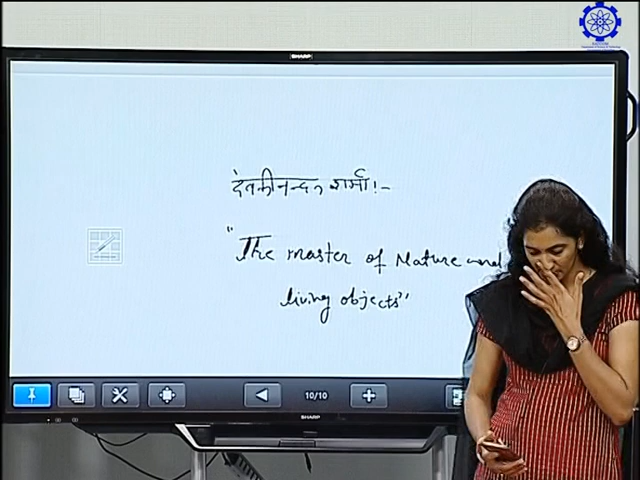 SHARP
देवकीनन्दन शर्मा!-
"The master of Nature and
living objects"
10/10
SHARP